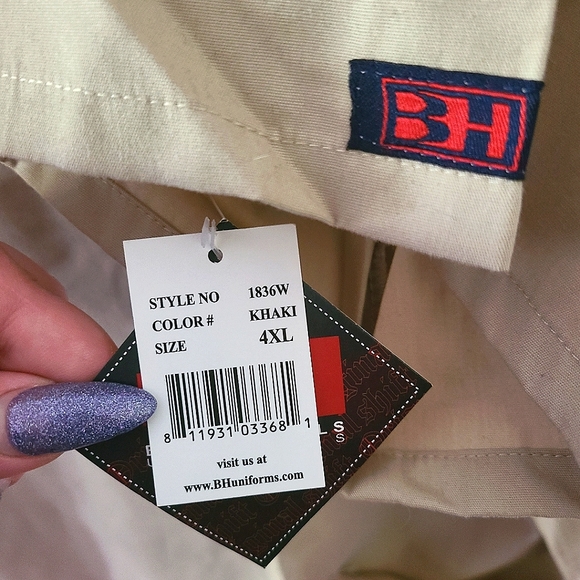 BH
STYLE NO 1836W
COLOR # KHAKI
SIZE 4XL
8 11931 03368 1
visit us at
www.BHuniforms.com